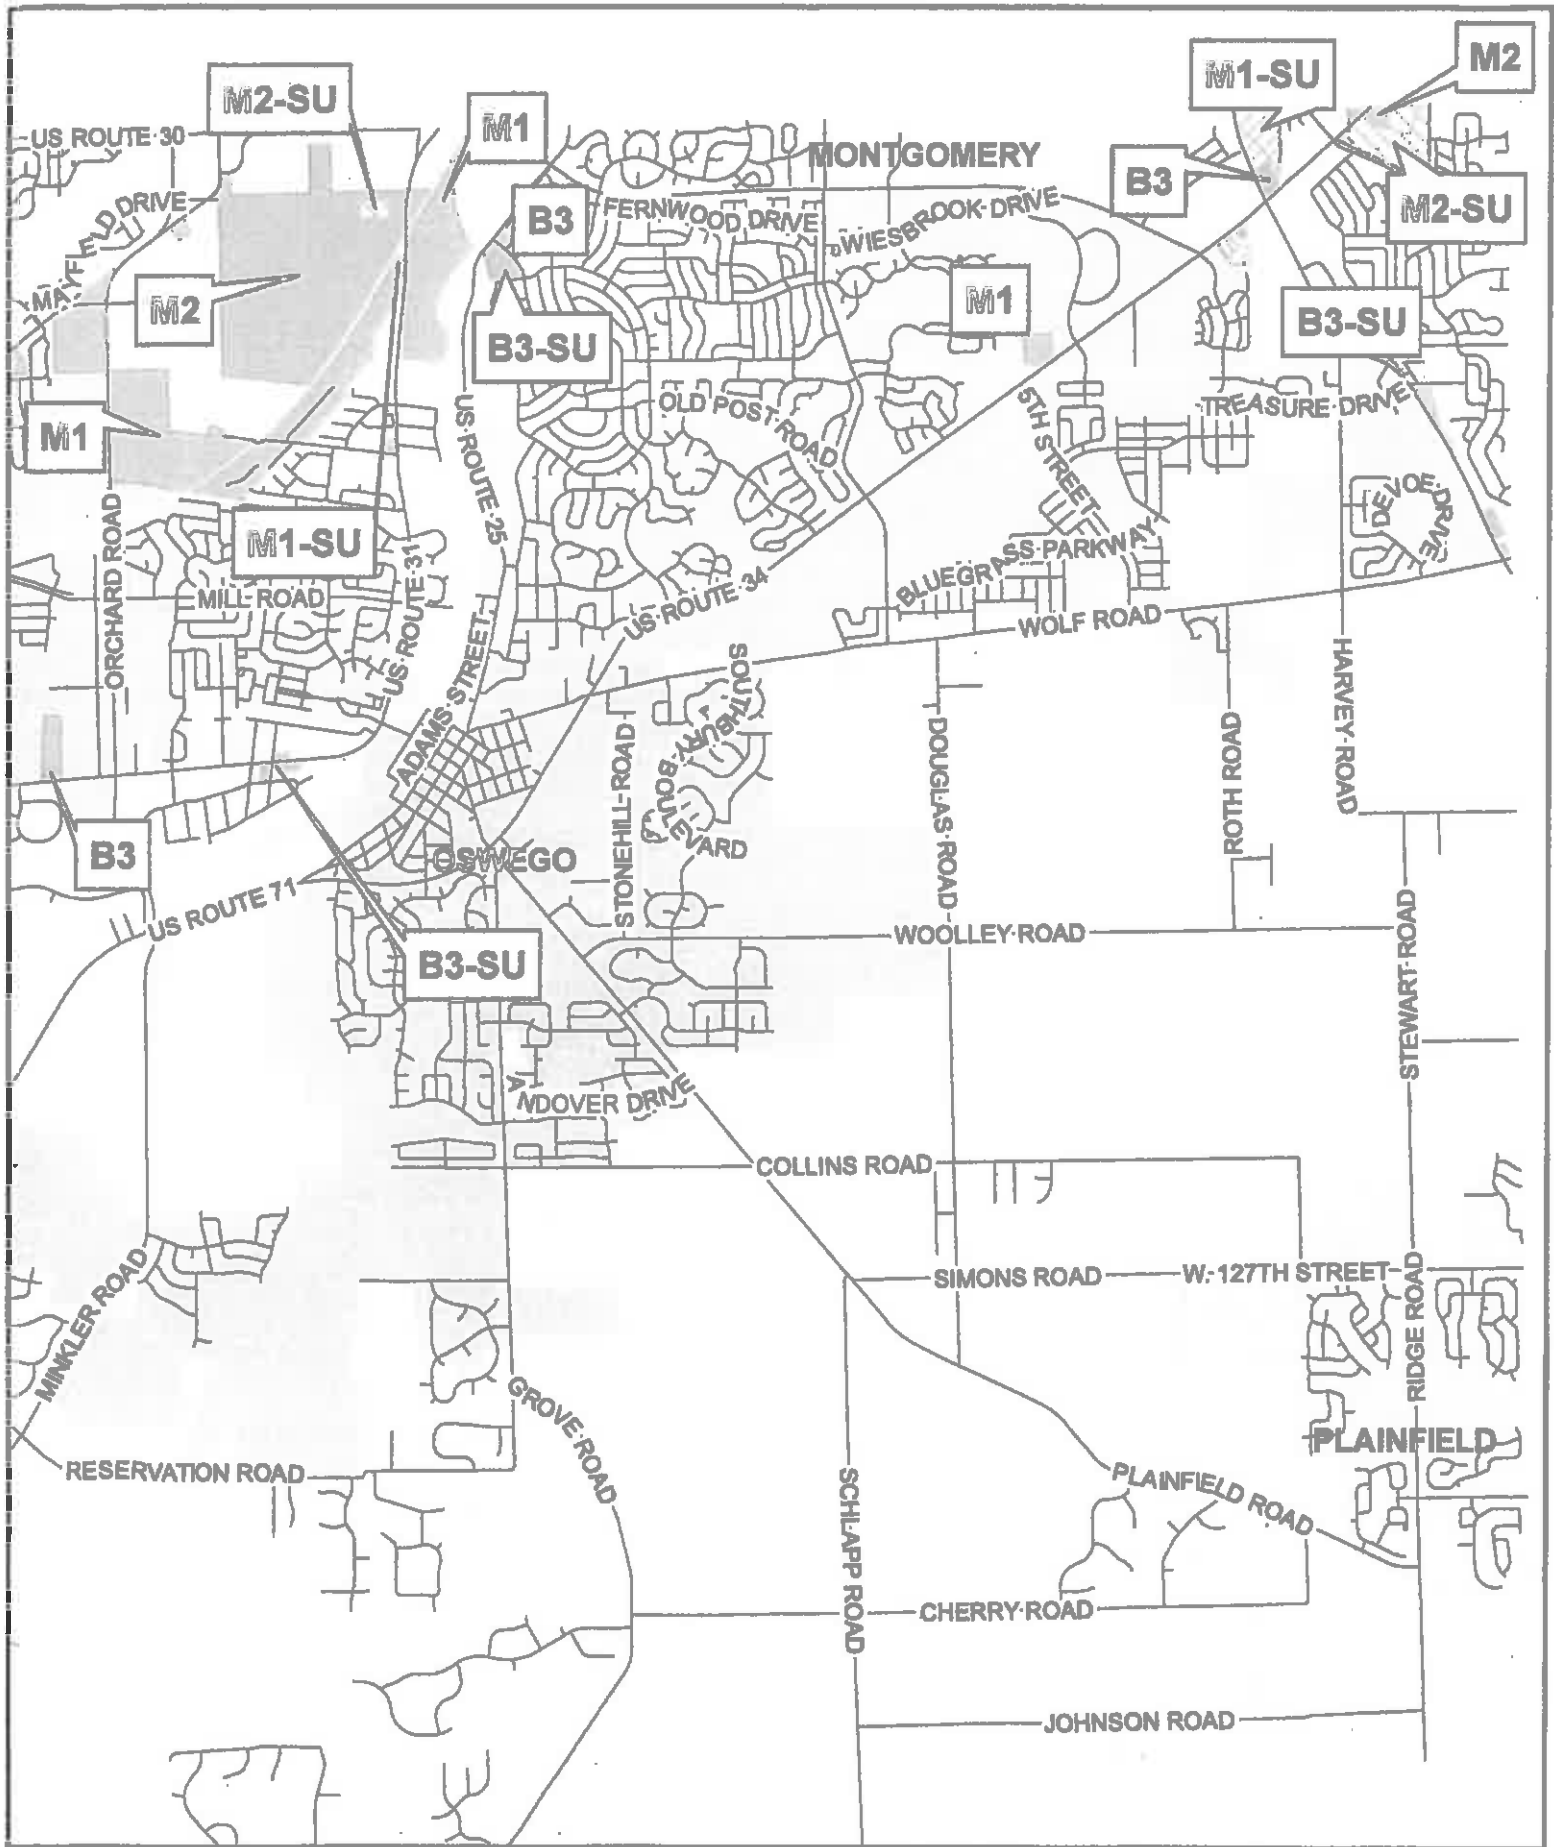 M2
M1-SU
M2-SU
M1
US ROUTE 30
MONTGOMERY
B3
M2-SU
B3
FERNWOOD DRIVE
WIESBROOK DRIVE
MAYFIELD DRIVE
M2
M1
B3-SU
B3-SU
M1
US ROUTE 25
OLD POST ROAD
5TH STREET
TREASURE DRIVE
ORCHARD ROAD
M1-SU
DEVOE DRIVE
MILL ROAD
US ROUTE 31
US ROUTE 34
BLUEGRASS PARKWAY
WOLF ROAD
ADAMS STREET
SOUTHBURY BOULEVARD
STONEHILL ROAD
DOUGLAS ROAD
ROTH ROAD
HARVEY ROAD
B3
OSWEGO
US ROUTE 71
B3-SU
WOOLLEY ROAD
STEWART ROAD
ANDOVER DRIVE
COLLINS ROAD
MINKLER ROAD
SIMONS ROAD
W. 127TH STREET
RIDGE ROAD
GROVE ROAD
PLAINFIELD
RESERVATION ROAD
SCHLAPP ROAD
PLAINFIELD ROAD
CHERRY ROAD
JOHNSON ROAD